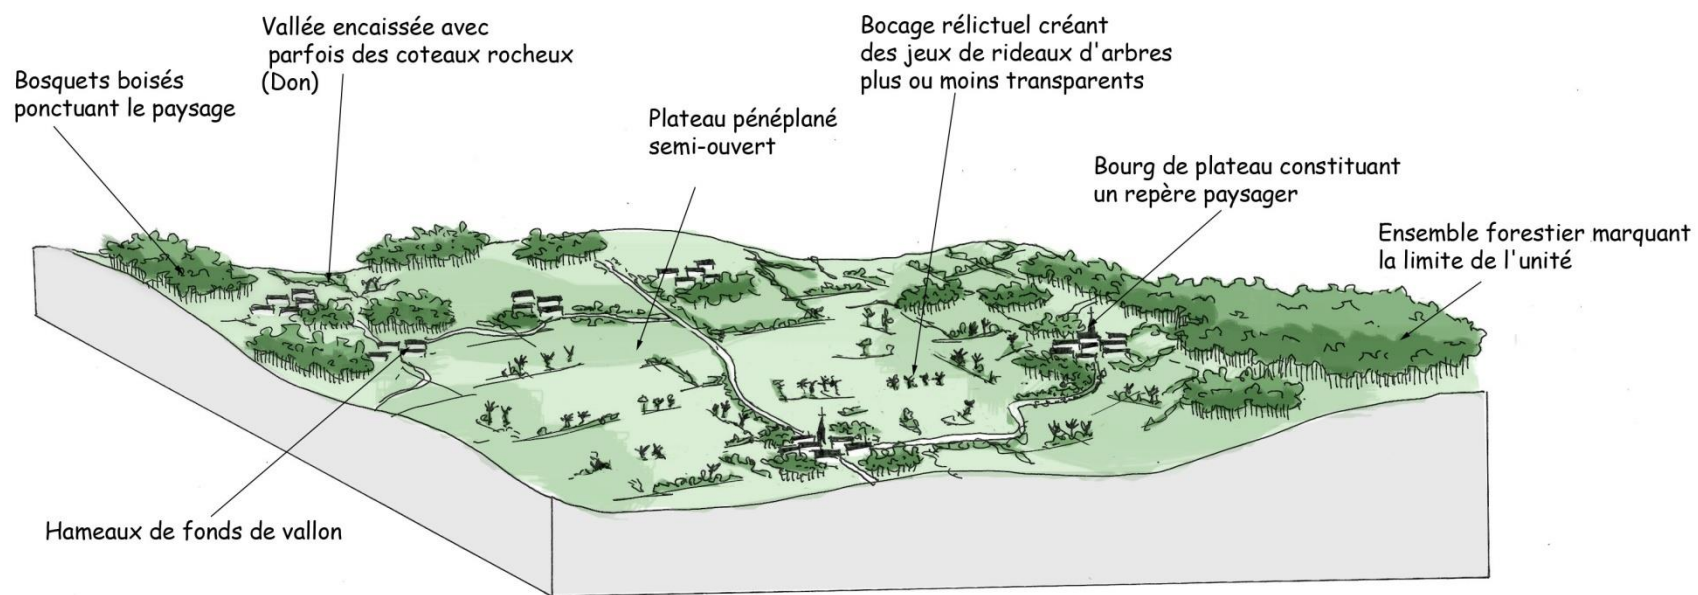 Vallée encaissée avec
parfois des coteaux rocheux
(Don)
Bocage rélictuel créant
des jeux de rideaux d'arbres
plus ou moins transparents
Bosquets boisés
ponctuant le paysage
Plateau pénéplané
semi-ouvert
Bourg de plateau constituant
un repère paysager
Ensemble forestier marquant
la limite de l'unité
Hameaux de fonds de vallon